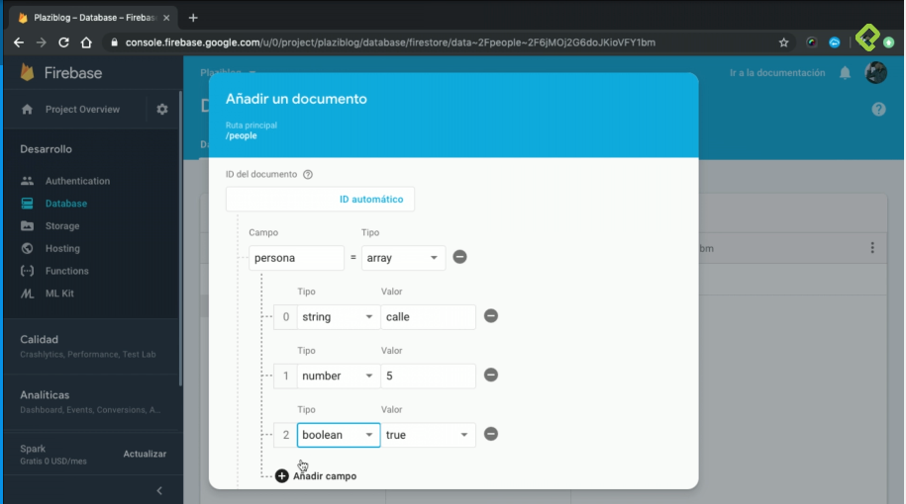 Plaziblog – Database – Firebas
console.firebase.google.com/u/0/project/plaziblog/database/firestore/data~2Fpeople~2F6jMOj2G6doJKioVFY1bm
Firebase
Plaziblog
Ir a la documentación
Project Overview
Desarrollo
Authentication
Database
Storage
Hosting
Functions
ML Kit
Calidad
Crashlytics, Performance, Test Lab
Analíticas
Dashboard, Events, Conversions, A...
Spark
Gratis 0 USD/mes
Actualizar
D
Da
bm
Añadir un documento
Ruta principal
/people
ID del documento
ID automático
Campo Tipo
persona = array
Tipo Valor
0 string calle
Tipo Valor
1 number 5
Tipo Valor
2 boolean true
Añadir campo